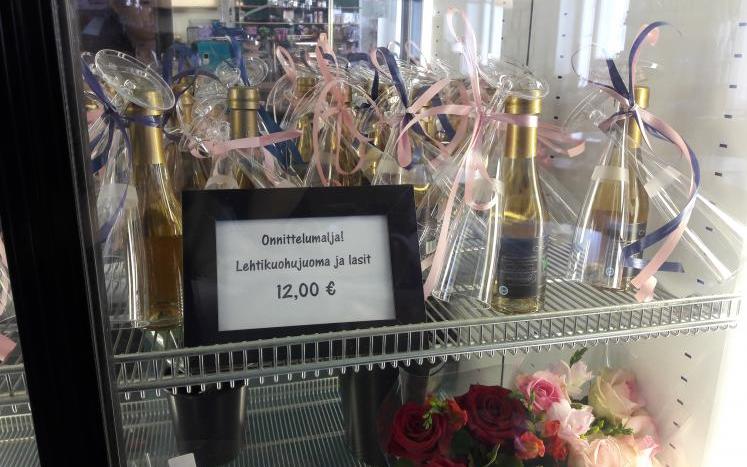 Onnittelumalja!
Lehtikuohujuoma ja lasit
12,00 €